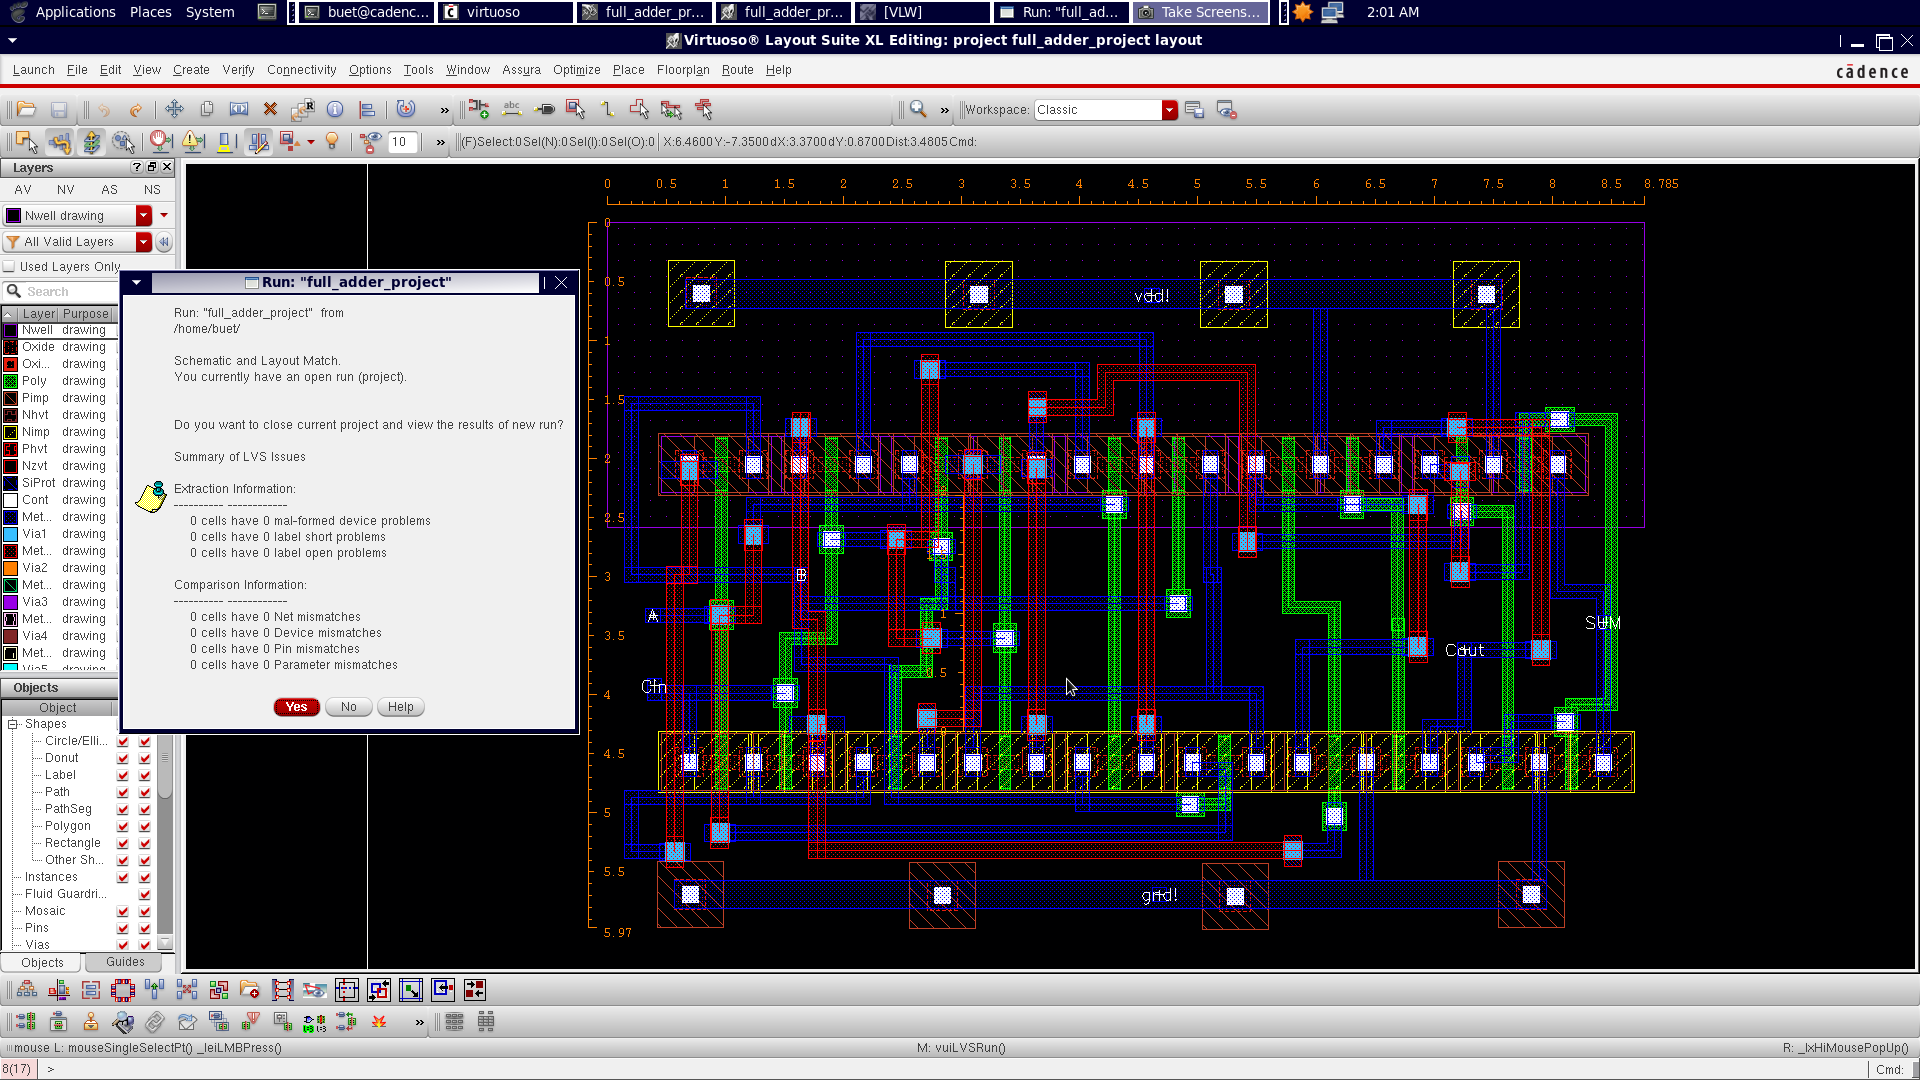 Applications Places System
buet@cadenc...
virtuoso
full_adder_pr...
full_adder_pr...
[VLW]
Run: "full_ad...
Take Screens...
2:01 AM
Virtuoso® Layout Suite XL Editing: project full_adder_project layout
Launch File Edit View Create Verify Connectivity Options Tools Window Assura Optimize Place Floorplan Route Help
cādence
» » Workspace: Classic
10 » (F)Select:0 Sel(N):0 Sel(I):0 Sel(O):0 X:6.4600 Y:-7.3500 dX:3.3700 dY:0.8700 Dist:3.4805 Cmd:
Layers
AV NV AS NS
Nwell drawing
All Valid Layers
Used Layers Only
Search
Layer Purpose
Nwell drawing
Oxide drawing
Oxi... drawing
Poly drawing
Pimp drawing
Nhvt drawing
Nimp drawing
Phvt drawing
Nzvt drawing
SiProt drawing
Cont drawing
Met... drawing
Via1 drawing
Met... drawing
Via2 drawing
Met... drawing
Via3 drawing
Met... drawing
Via4 drawing
Met... drawing
Via5 drawing
Run: "full_adder_project"
Run: "full_adder_project" from
/home/buet/
Schematic and Layout Match.
You currently have an open run (project).
Do you want to close current project and view the results of new run?
Summary of LVS Issues
Extraction Information:
0 cells have 0 mal-formed device problems
0 cells have 0 label short problems
0 cells have 0 label open problems
Comparison Information:
0 cells have 0 Net mismatches
0 cells have 0 Device mismatches
0 cells have 0 Pin mismatches
0 cells have 0 Parameter mismatches
Yes No Help
Objects
Object
Shapes
Circle/Elli...
Donut
Label
Path
PathSeg
Polygon
Rectangle
Other Sh...
Instances
Fluid Guardri...
Mosaic
Pins
Vias
Objects Guides
0 0.5 1 1.5 2 2.5 3 3.5 4 4.5 5 5.5 6 6.5 7 7.5 8 8.5 8.785
0
0.5
1
1.5
2
2.5
3
3.5
4
4.5
5
5.5
5.97
vdd!
B
A
SUM
Cout
Cin
gnd!
»
mouse L: mouseSingleSelectPt() _leiLMBPress()
M: vuiLVSRun()
R: _lxHiMousePopUp()
8(17) >
Cmd: